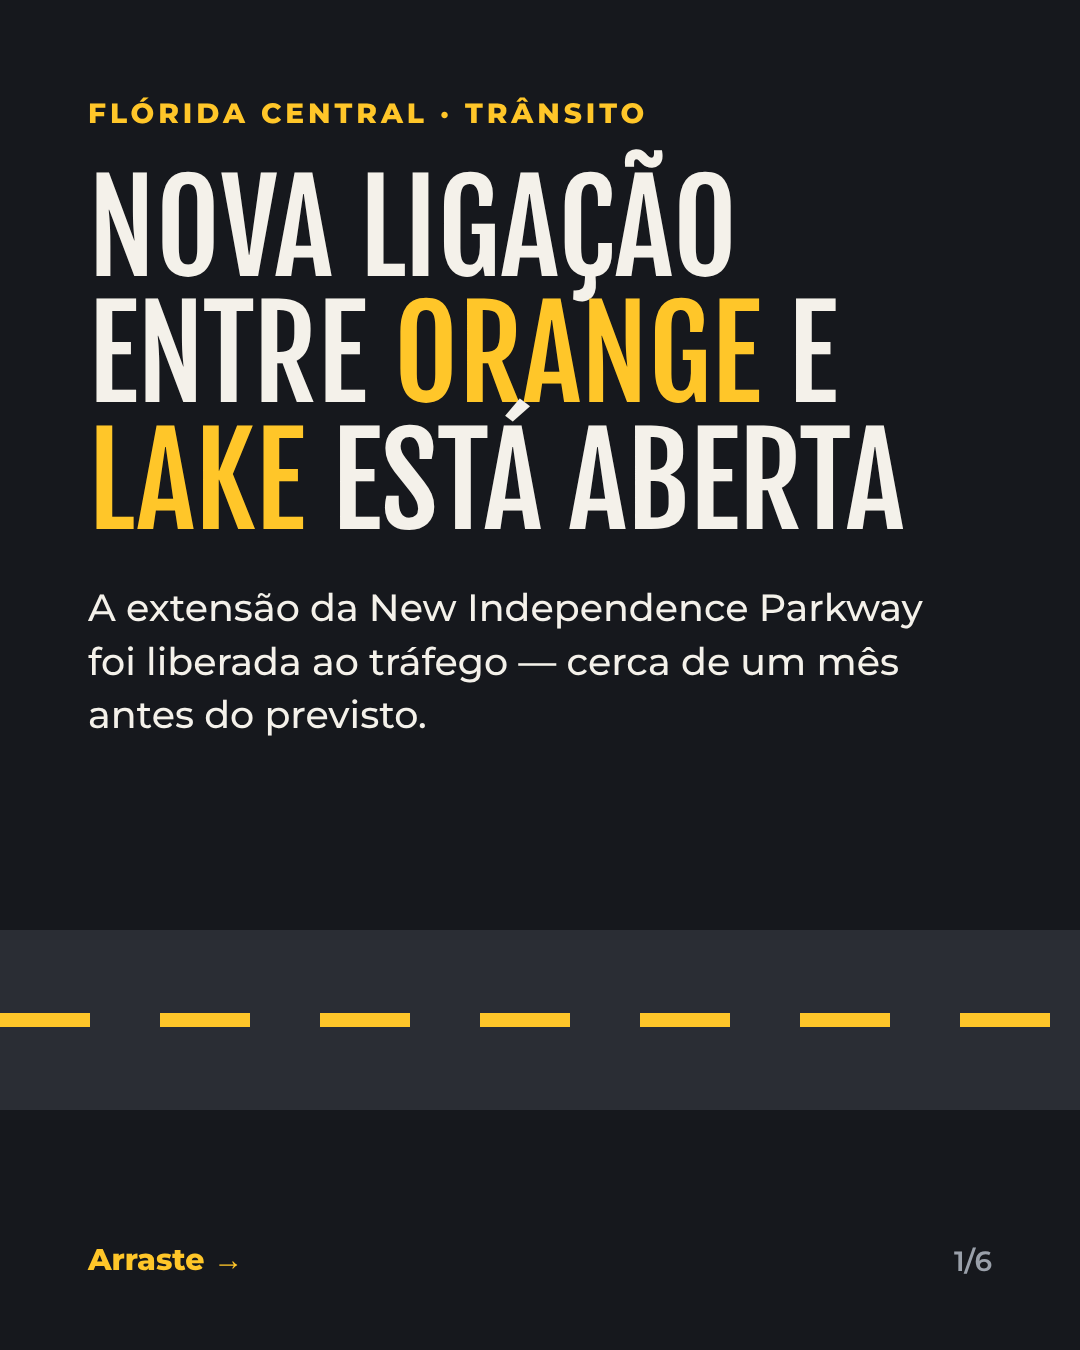 FLÓRIDA CENTRAL · TRÂNSITO
NOVA LIGAÇÃO
ENTRE ORANGE E
LAKE ESTÁ ABERTA
A extensão da New Independence Parkway
foi liberada ao tráfego — cerca de um mês
antes do previsto.
Arraste →
1/6